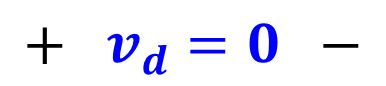 + v_d = 0 −